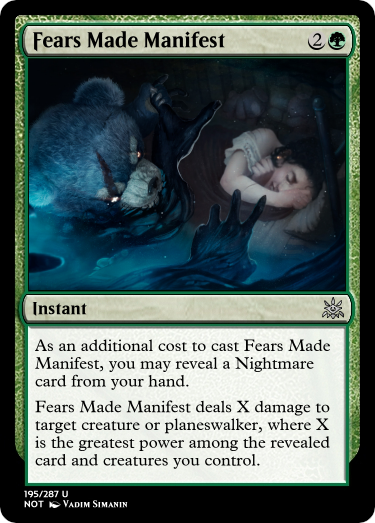 Fears Made Manifest 2
Instant
As an additional cost to cast Fears Made
Manifest, you may reveal a Nightmare
card from your hand.
Fears Made Manifest deals X damage to
target creature or planeswalker, where X
is the greatest power among the revealed
card and creatures you control.
195/287 U
NOT Vadim Simanin